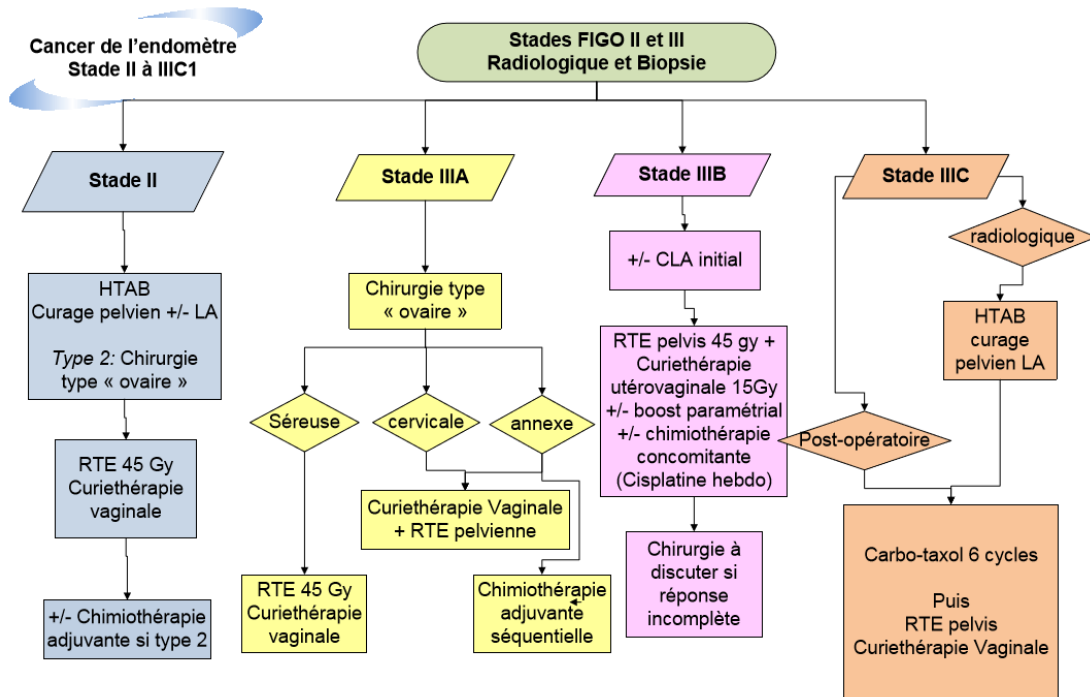 Cancer de l'endomètre
Stade II à IIIC1
Stades FIGO II et III
Radiologique et Biopsie
Stade II
HTAB
Curage pelvien +/- LA
Type 2: Chirurgie
type « ovaire »
RTE 45 Gy
Curiethérapie
vaginale
+/- Chimiothérapie
adjuvante si type 2
Stade IIIA
Chirurgie type
« ovaire »
Séreuse
cervicale
annexe
Curiethérapie Vaginale
+ RTE pelvienne
RTE 45 Gy
Curiethérapie
vaginale
Chimiothérapie
adjuvante
séquentielle
Stade IIIB
+/- CLA initial
RTE pelvis 45 gy +
Curiethérapie
utérovaginale 15Gy
+/- boost paramétrial
+/- chimiothérapie
concomitante
(Cisplatine hebdo)
Chirurgie à
discuter si
réponse
incomplète
Stade IIIC
radiologique
HTAB
curage
pelvien LA
Post-opératoire
Carbo-taxol 6 cycles
Puis
RTE pelvis
Curiethérapie Vaginale